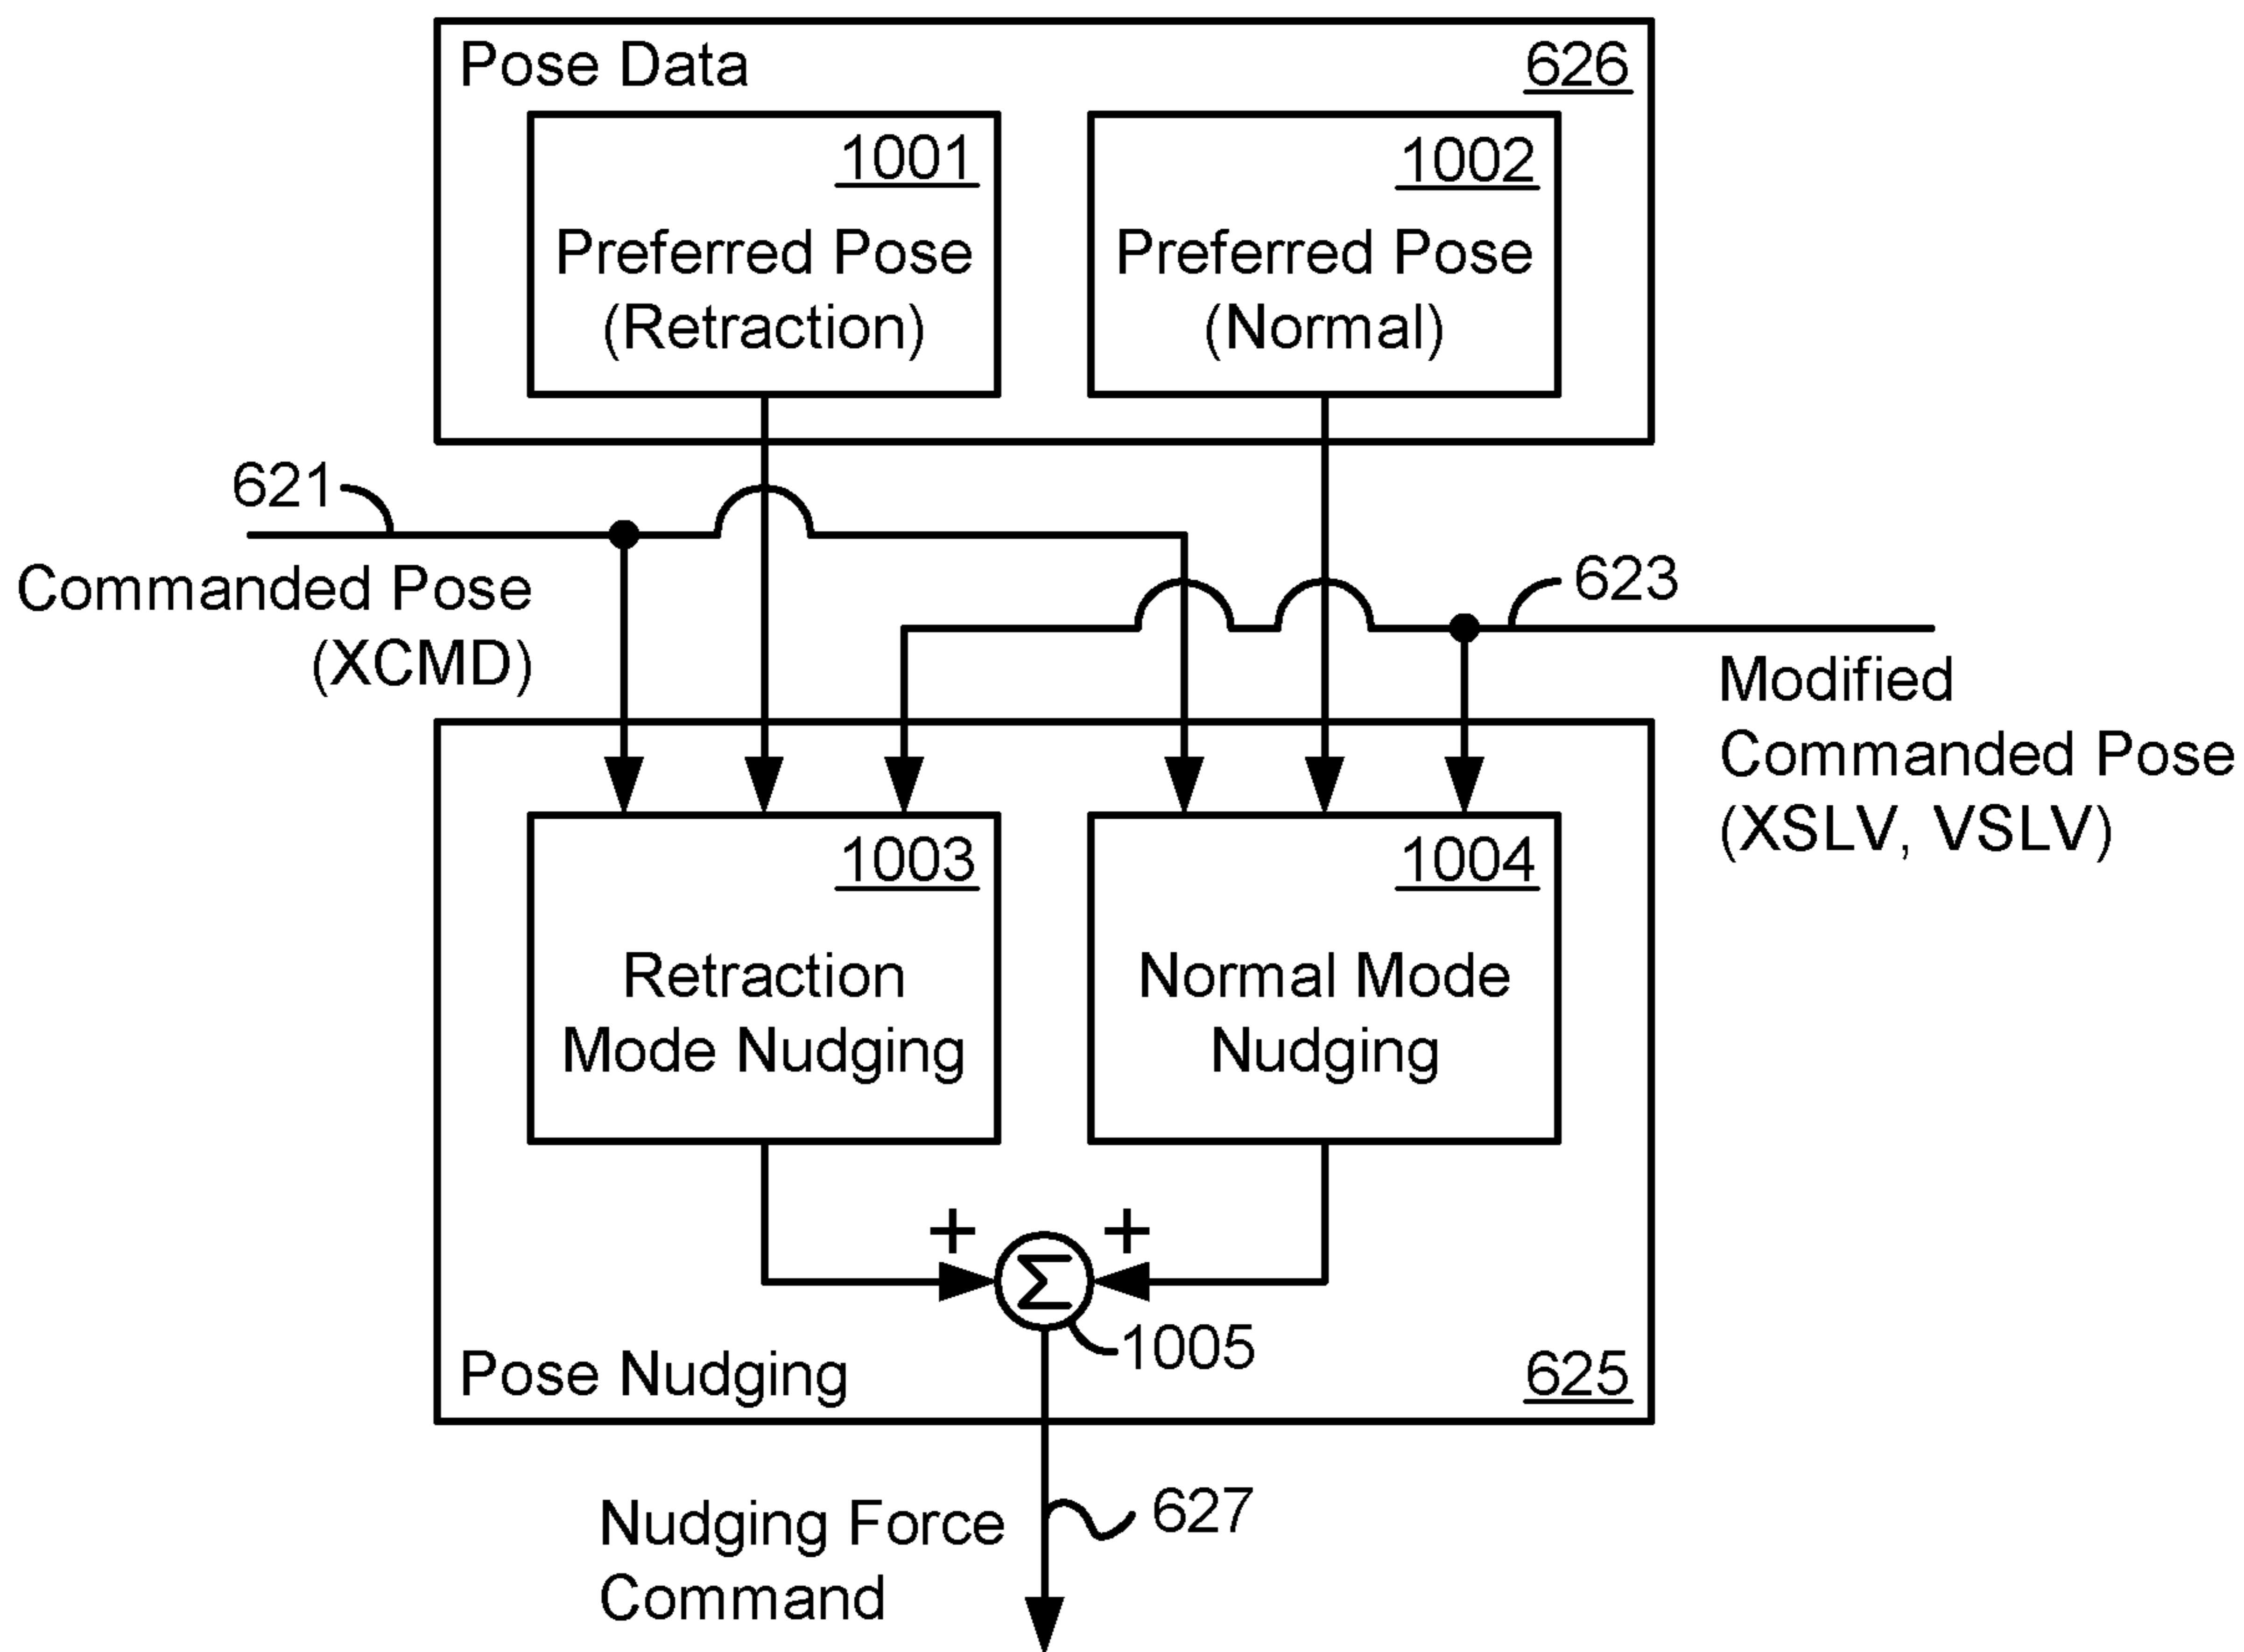 Pose Data
626
1001
Preferred Pose
(Retraction)
1002
Preferred Pose
(Normal)
621
Commanded Pose
(XCMD)
623
Modified
Commanded Pose
(XSLV, VSLV)
1003
Retraction
Mode Nudging
1004
Normal Mode
Nudging
+
Σ
+
1005
Pose Nudging
625
Nudging Force
Command
627